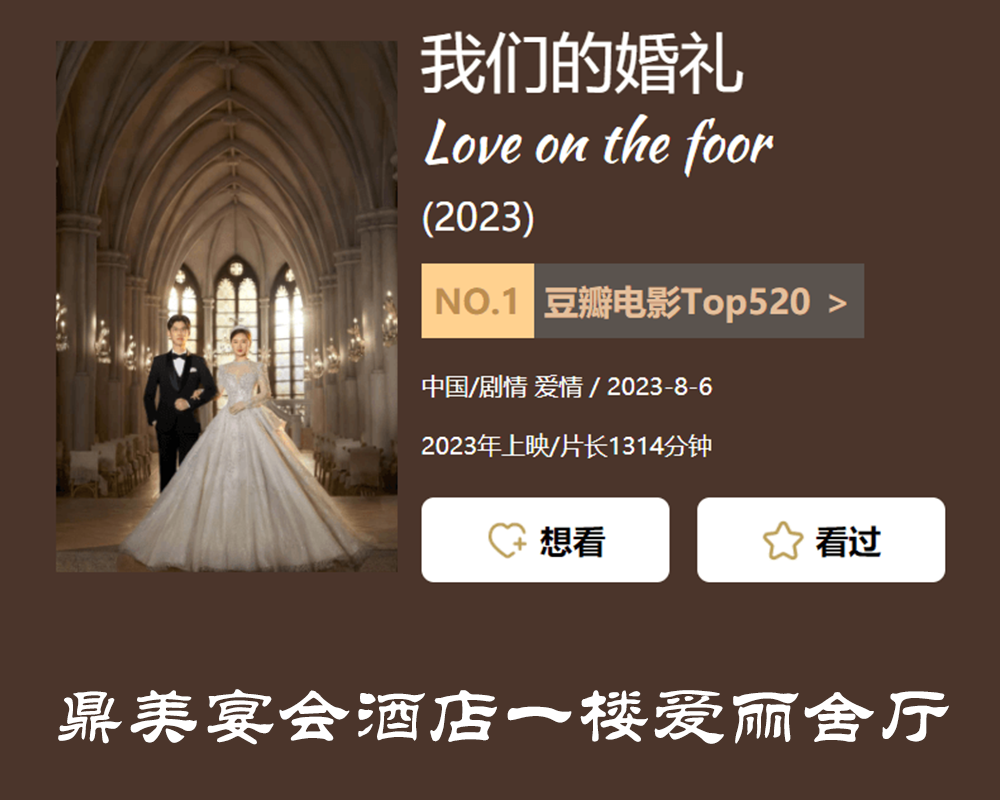 我们的婚礼
Love on the foor
(2023)
NO.1 豆瓣电影Top520 >
中国/剧情 爱情 / 2023-8-6
2023年上映/片长1314分钟
想看 看过
鼎美宴会酒店一楼爱丽舍厅